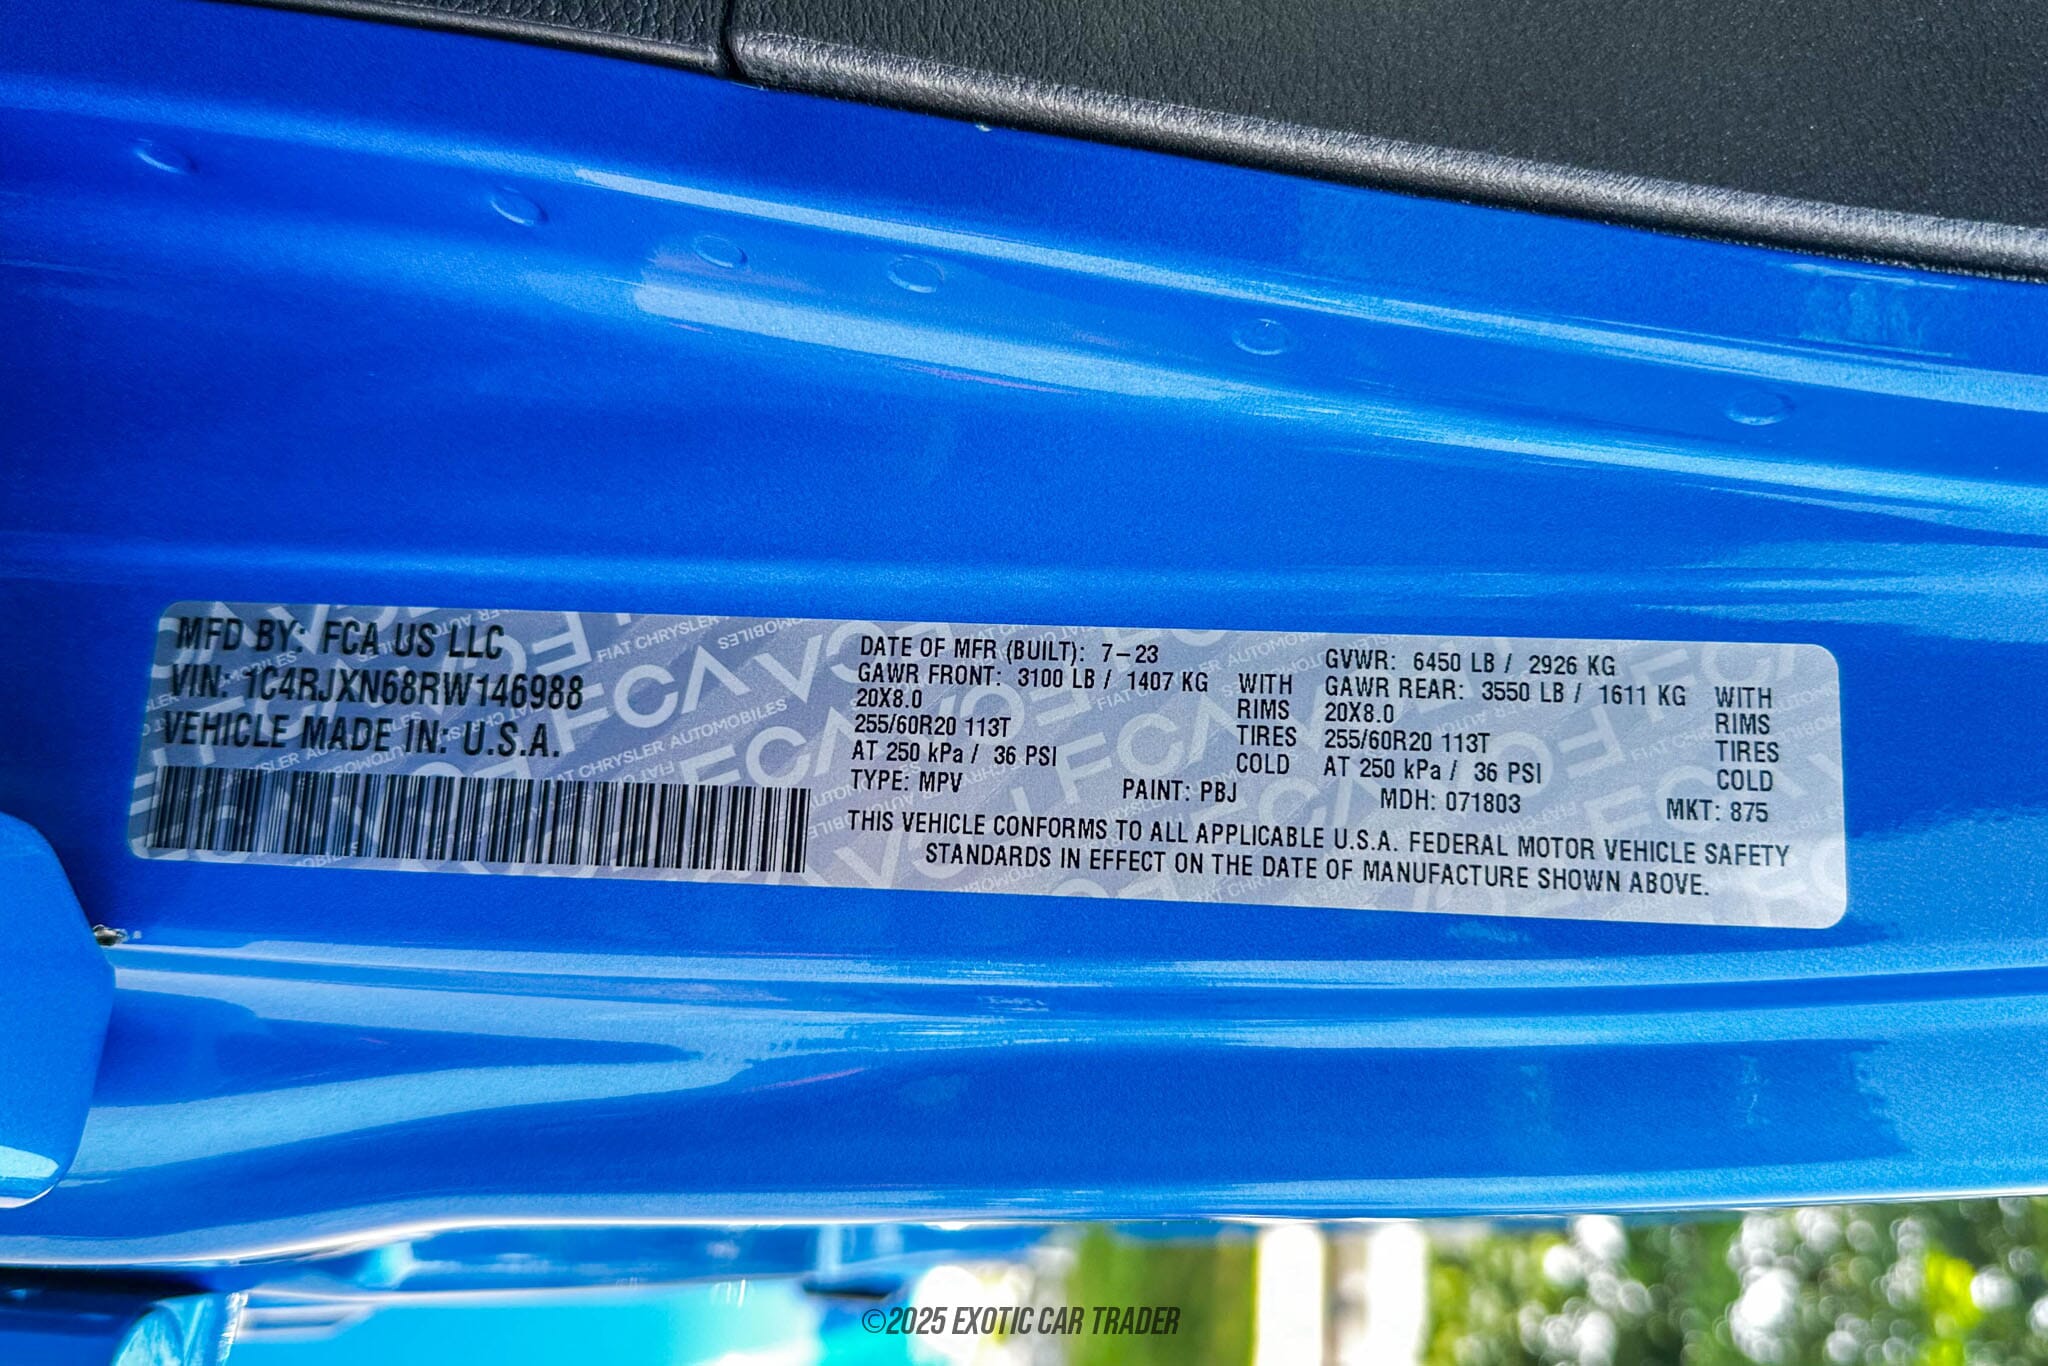 MFD BY: FCA US LLC
VIN: 1C4RJXN68RW146988
VEHICLE MADE IN: U.S.A.
DATE OF MFR (BUILT): 7-23
GAWR FRONT: 3100 LB / 1407 KG WITH
20X8.0 RIMS
255/60R20 113T TIRES
AT 250 kPa / 36 PSI COLD
TYPE: MPV PAINT: PBJ
GVWR: 6450 LB / 2926 KG
GAWR REAR: 3550 LB / 1611 KG WITH
20X8.0 RIMS
255/60R20 113T TIRES
AT 250 kPa / 36 PSI COLD
MDH: 071803 MKT: 875
THIS VEHICLE CONFORMS TO ALL APPLICABLE U.S.A. FEDERAL MOTOR VEHICLE SAFETY
STANDARDS IN EFFECT ON THE DATE OF MANUFACTURE SHOWN ABOVE.
©2025 EXOTIC CAR TRADER